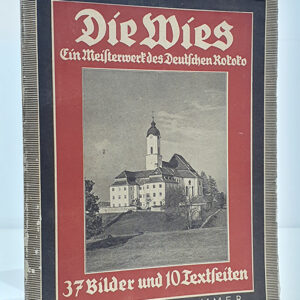 Die Wies
Ein Meisterwerk des Deutschen Rokoko
37 Bilder und 10 Textseiten